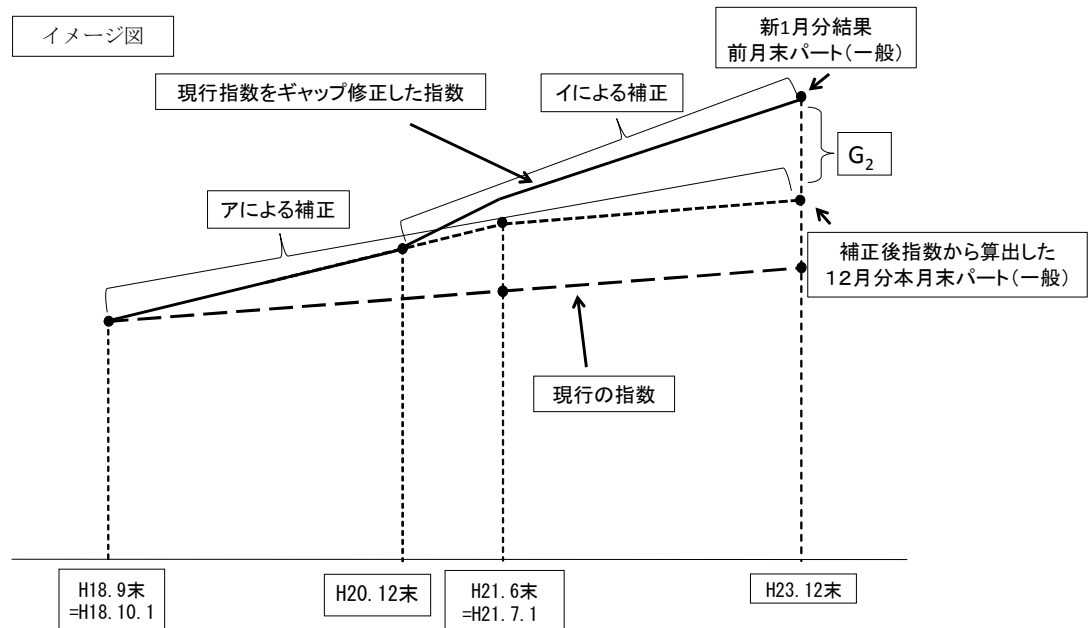 イメージ図
新1月分結果
前月末パート(一般)
現行指数をギャップ修正した指数
イによる補正
G₂
アによる補正
補正後指数から算出した
12月分本月末パート(一般)
現行の指数
H18.9末
=H18.10.1
H20.12末
H21.6末
=H21.7.1
H23.12末